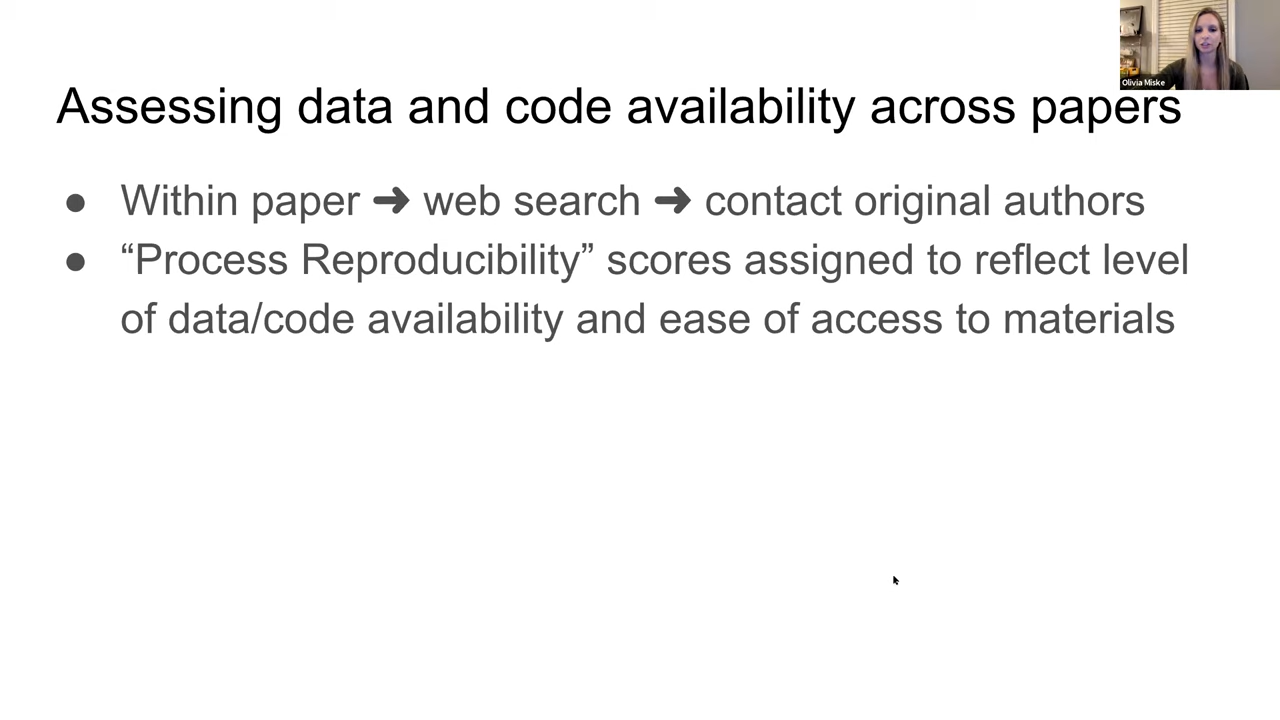 Olivia Miske
Assessing data and code availability across papers
● Within paper ➜ web search ➜ contact original authors
● “Process Reproducibility” scores assigned to reflect level
of data/code availability and ease of access to materials